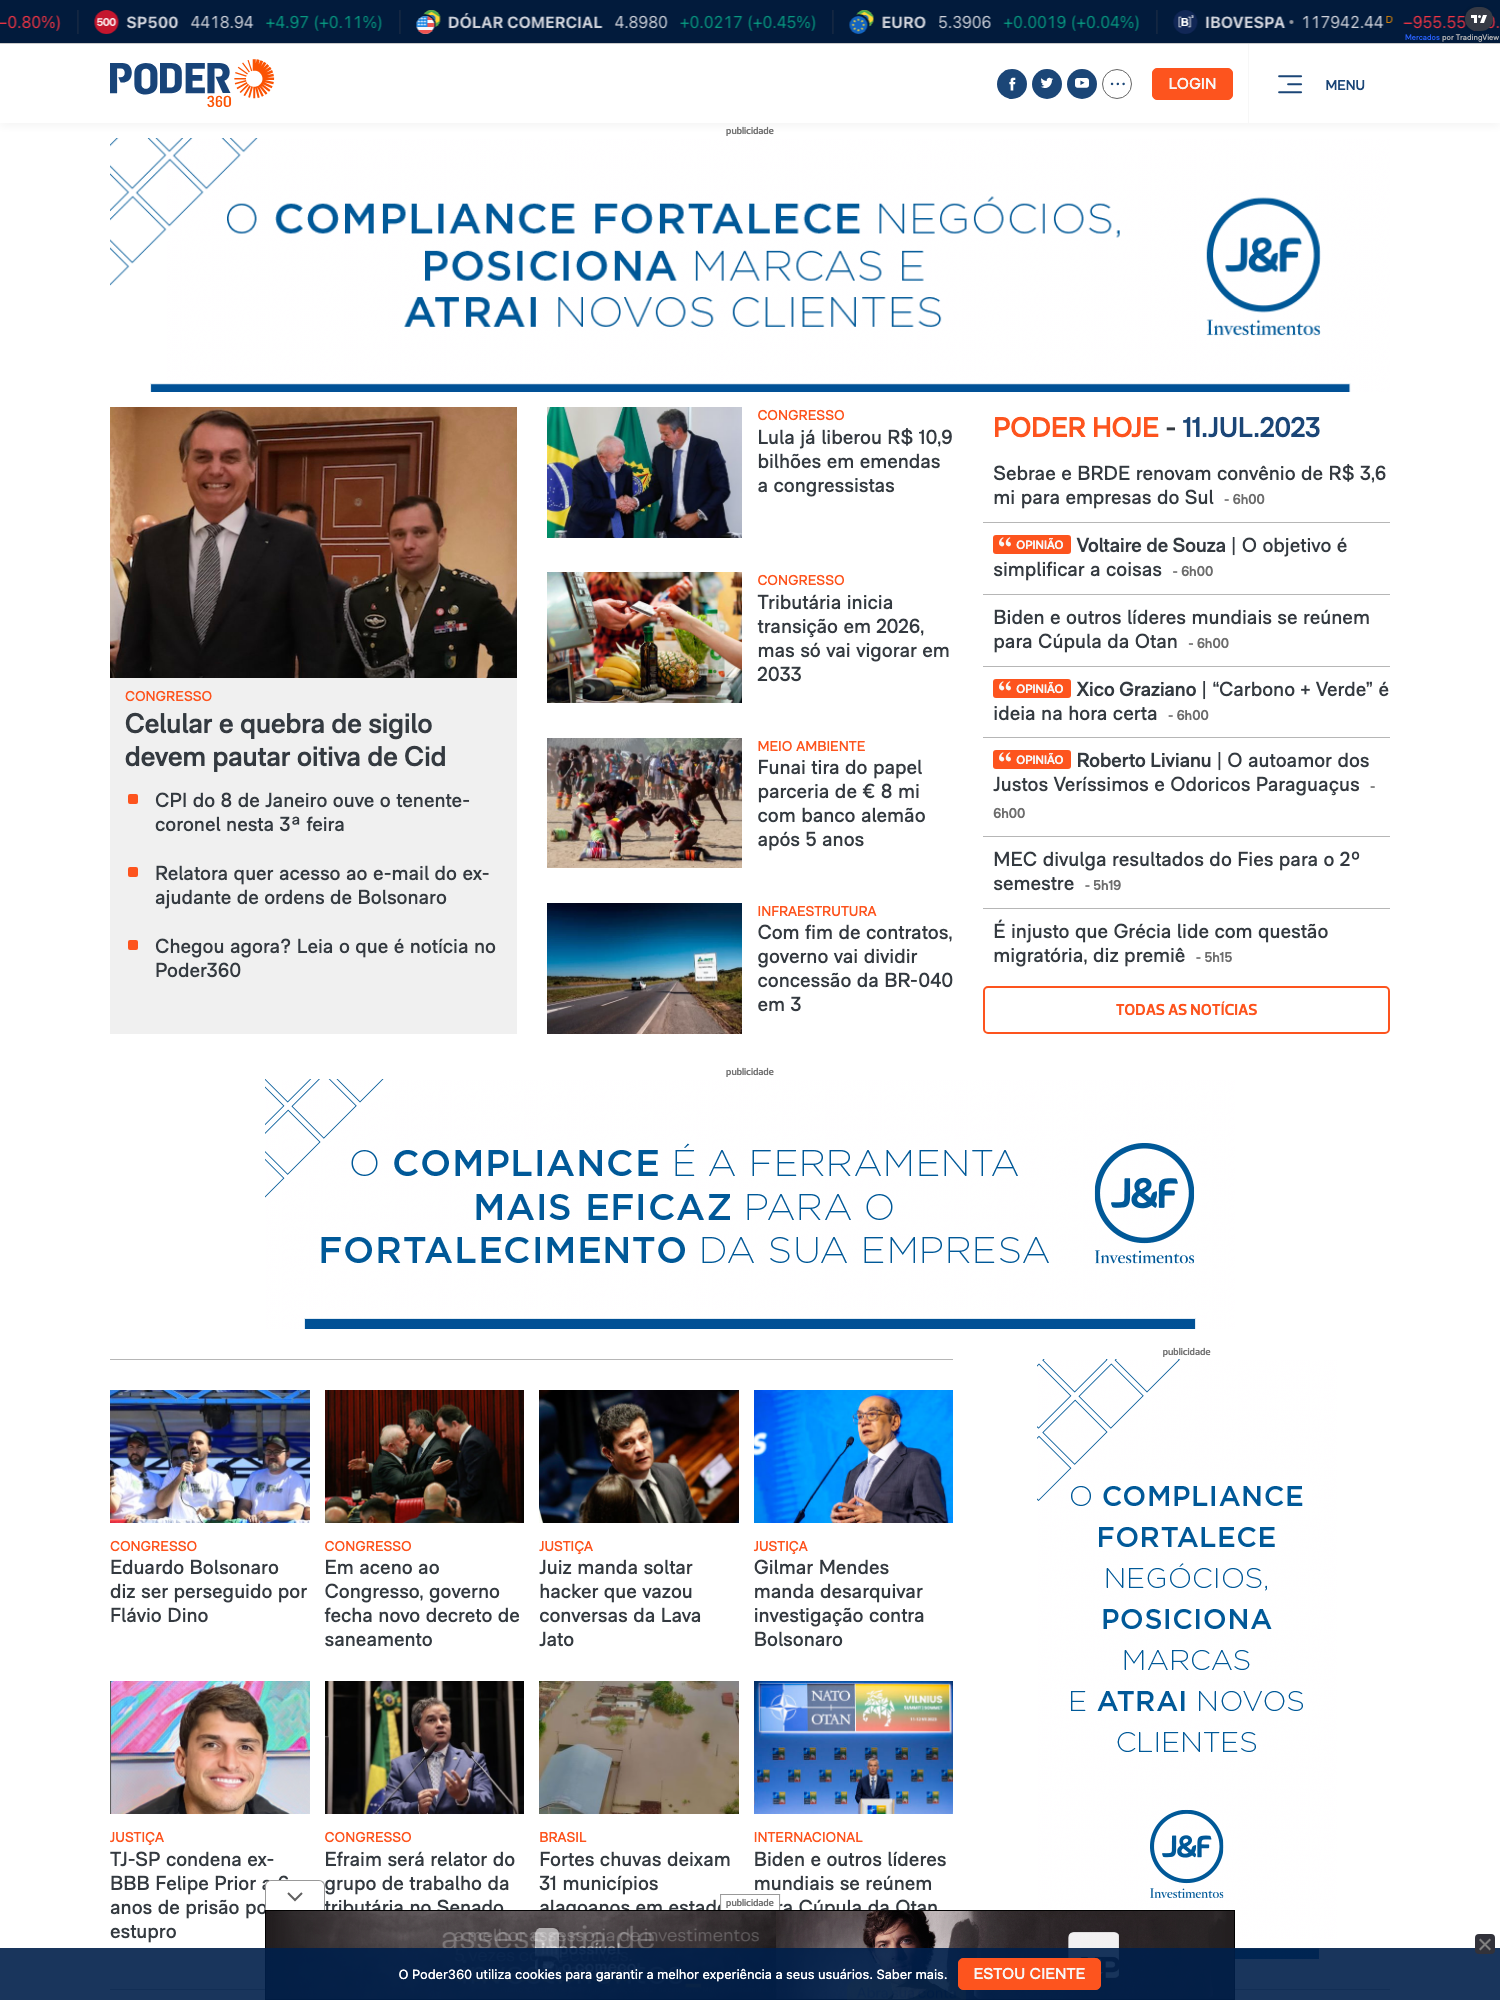 −0.80%)
500 SP500 4418.94 +4.97 (+0.11%)
DÓLAR COMERCIAL 4.8980 +0.0217 (+0.45%)
EURO 5.3906 +0.0019 (+0.04%)
[B] IBOVESPA • 117942.44 D −955.55
Mercados por TradingView
PODER
360
LOGIN
MENU
publicidade
O COMPLIANCE FORTALECE NEGÓCIOS,
POSICIONA MARCAS E
ATRAI NOVOS CLIENTES
J&F
Investimentos
CONGRESSO
Celular e quebra de sigilo
devem pautar oitiva de Cid
CPI do 8 de Janeiro ouve o tenente-
coronel nesta 3ª feira
Relatora quer acesso ao e-mail do ex-
ajudante de ordens de Bolsonaro
Chegou agora? Leia o que é notícia no
Poder360
CONGRESSO
Lula já liberou R$ 10,9
bilhões em emendas
a congressistas
CONGRESSO
Tributária inicia
transição em 2026,
mas só vai vigorar em
2033
MEIO AMBIENTE
Funai tira do papel
parceria de € 8 mi
com banco alemão
após 5 anos
INFRAESTRUTURA
Com fim de contratos,
governo vai dividir
concessão da BR-040
em 3
PODER HOJE - 11.JUL.2023
Sebrae e BRDE renovam convênio de R$ 3,6
mi para empresas do Sul - 6h00
“ OPINIÃO Voltaire de Souza | O objetivo é
simplificar a coisas - 6h00
Biden e outros líderes mundiais se reúnem
para Cúpula da Otan - 6h00
“ OPINIÃO Xico Graziano | “Carbono + Verde” é
ideia na hora certa - 6h00
“ OPINIÃO Roberto Livianu | O autoamor dos
Justos Veríssimos e Odoricos Paraguaçus -
6h00
MEC divulga resultados do Fies para o 2º
semestre - 5h19
É injusto que Grécia lide com questão
migratória, diz premiê - 5h15
TODAS AS NOTÍCIAS
publicidade
O COMPLIANCE É A FERRAMENTA
MAIS EFICAZ PARA O
FORTALECIMENTO DA SUA EMPRESA
J&F
Investimentos
CONGRESSO
Eduardo Bolsonaro
diz ser perseguido por
Flávio Dino
CONGRESSO
Em aceno ao
Congresso, governo
fecha novo decreto de
saneamento
JUSTIÇA
Juiz manda soltar
hacker que vazou
conversas da Lava
Jato
JUSTIÇA
Gilmar Mendes
manda desarquivar
investigação contra
Bolsonaro
publicidade
O COMPLIANCE
FORTALECE
NEGÓCIOS,
POSICIONA
MARCAS
E ATRAI NOVOS
CLIENTES
J&F
Investimentos
NATO
OTAN
VILNIUS
JUSTIÇA
TJ-SP condena ex-
BBB Felipe Prior a 6
anos de prisão po
estupro
CONGRESSO
Efraim será relator do
grupo de trabalho da
tributária no Senado
BRASIL
Fortes chuvas deixam
31 municípios
alagoanos em estado
INTERNACIONAL
Biden e outros líderes
mundiais se reúnem
ra Cúpula da Otan
publicidade
a melhor assessoria de investimentos
O Poder360 utiliza cookies para garantir a melhor experiência a seus usuários. Saber mais.
ESTOU CIENTE